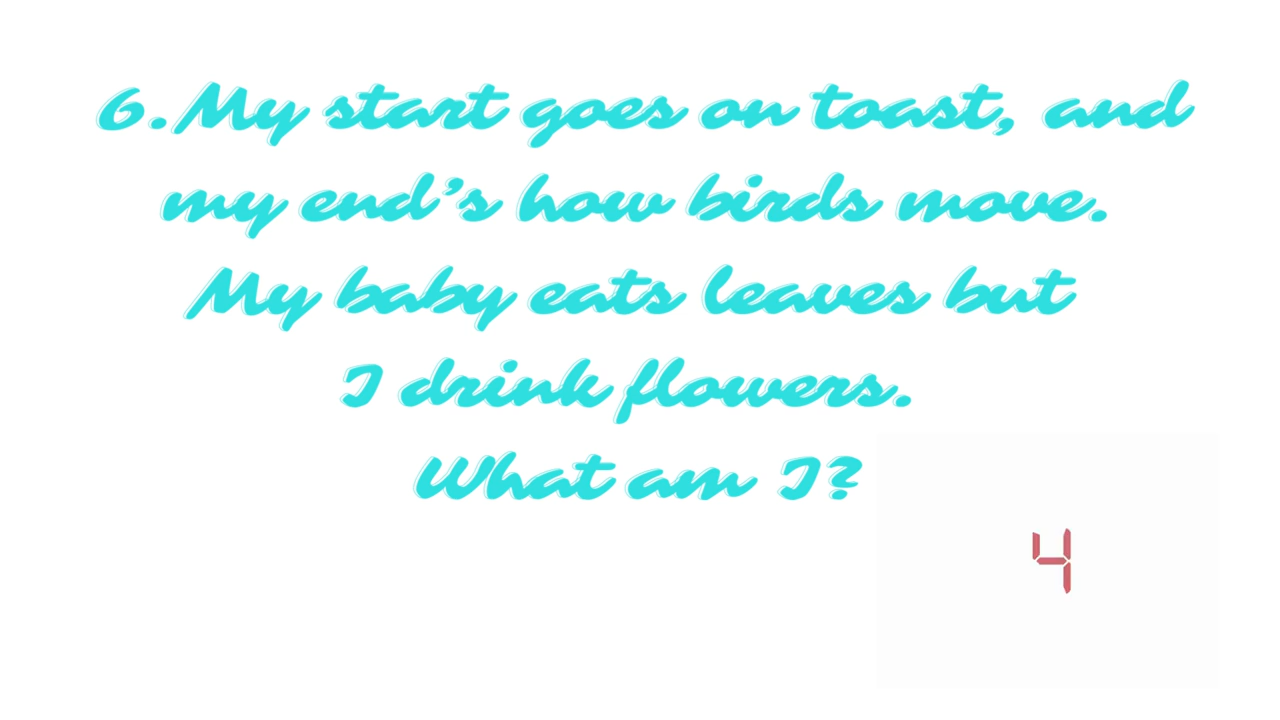 6. My start goes on toast, and
my end's how birds move.
My baby eats leaves but
I drink flowers.
What am I?
4